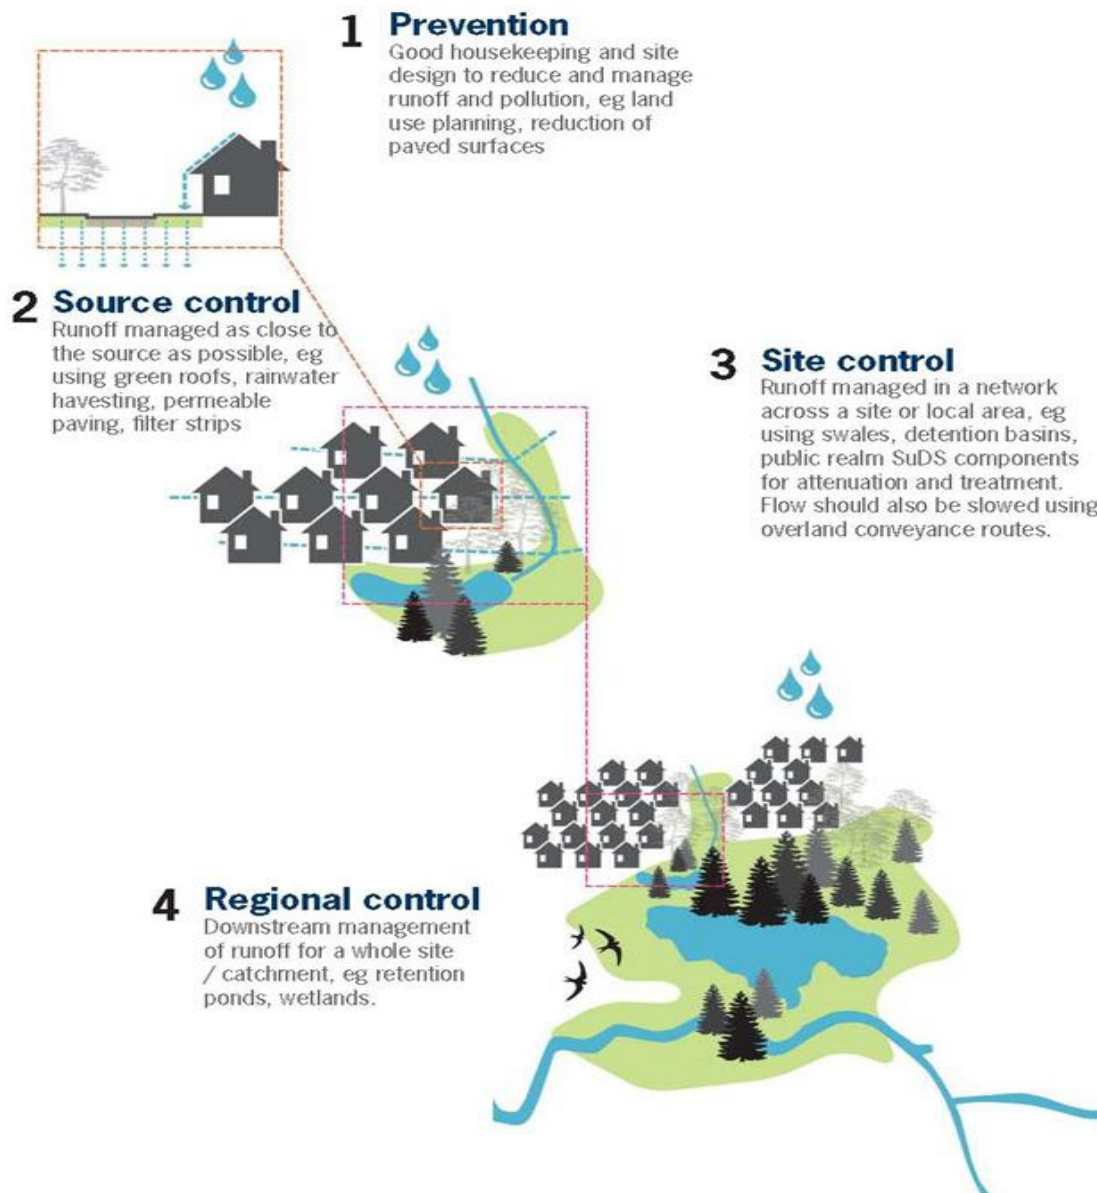 1 Prevention
Good housekeeping and site
design to reduce and manage
runoff and pollution, eg land
use planning, reduction of
paved surfaces
2 Source control
Runoff managed as close to
the source as possible, eg
using green roofs, rainwater
havesting, permeable
paving, filter strips
3 Site control
Runoff managed in a network
across a site or local area, eg
using swales, detention basins,
public realm SuDS components
for attenuation and treatment.
Flow should also be slowed using
overland conveyance routes.
4 Regional control
Downstream management
of runoff for a whole site
/ catchment, eg retention
ponds, wetlands.